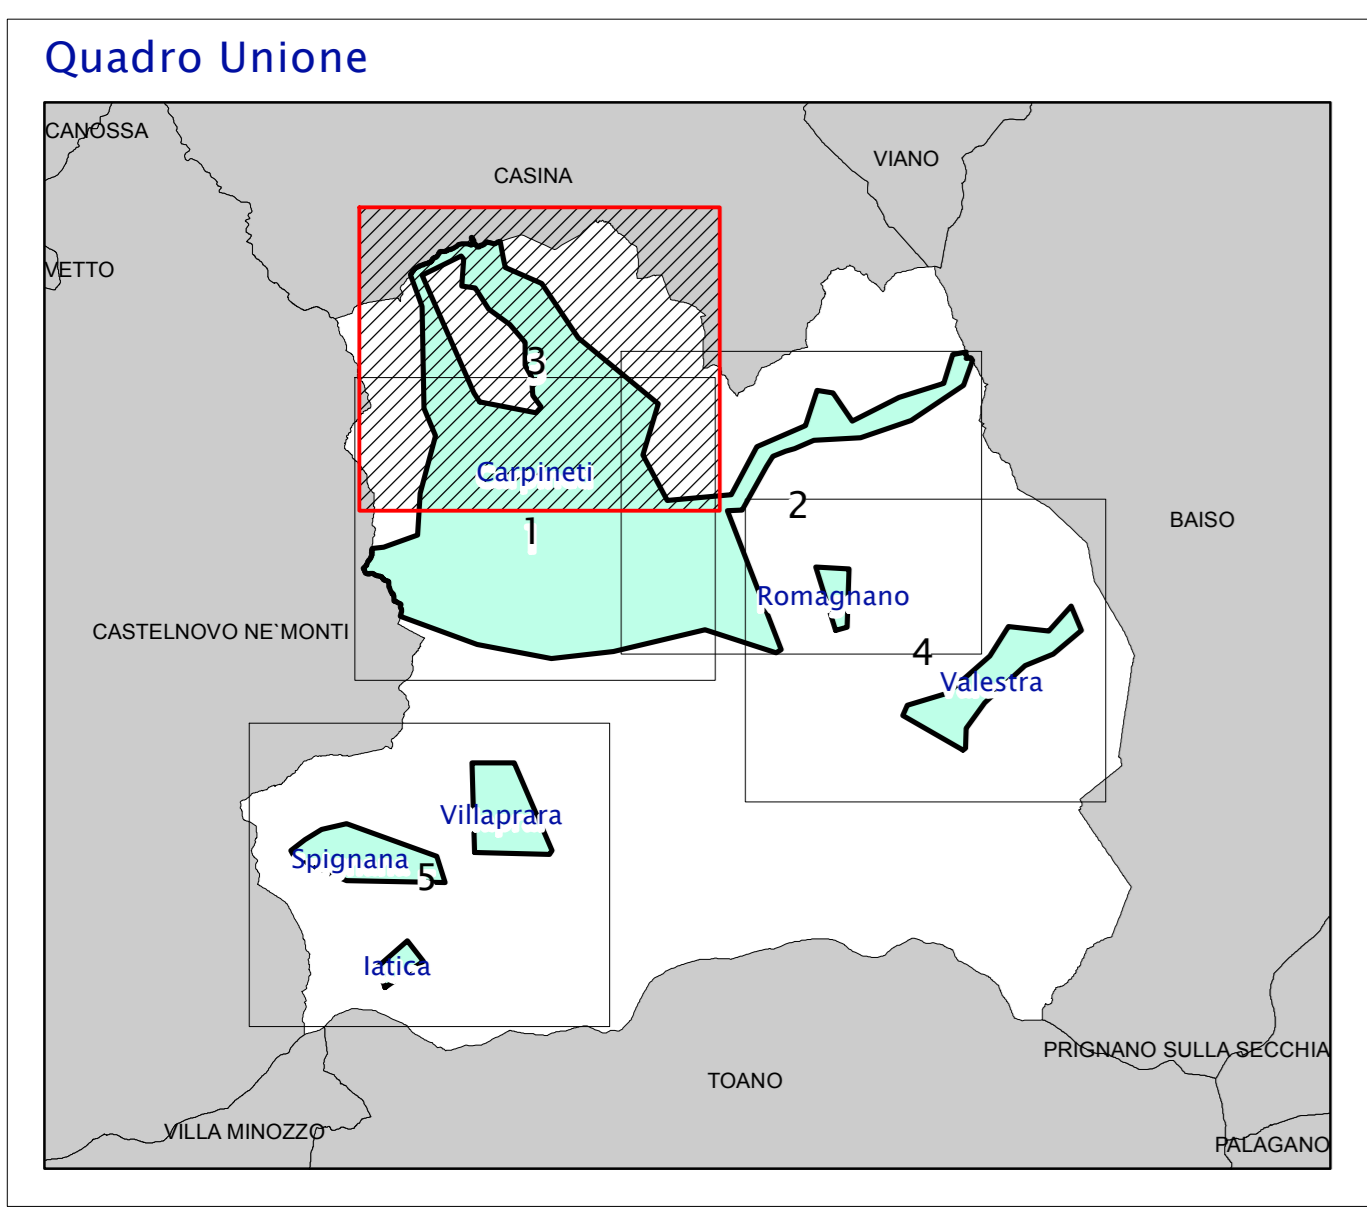 Quadro Unione
CANOSSA
VIANO
CASINA
VETTO
3
Carpineti
2
1
BAISO
Romagnano
CASTELNOVO NE`MONTI
4
Valestra
Villaprara
Spignana
5
Iatica
PRIGNANO SULLA SECCHIA
TOANO
VILLA MINOZZO
PALAGANO